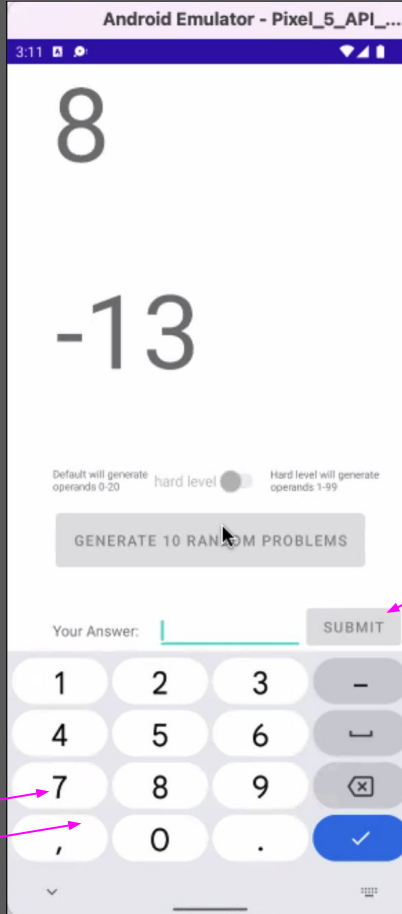 Android Emulator - Pixel_5_API_...
3:11
8
-13
Default will generate
operands 0-20
hard level
Hard level will generate
operands 1-99
GENERATE 10 RANDOM PROBLEMS
Your Answer:
SUBMIT
1 2 3 –
4 5 6
7 8 9
, 0 .